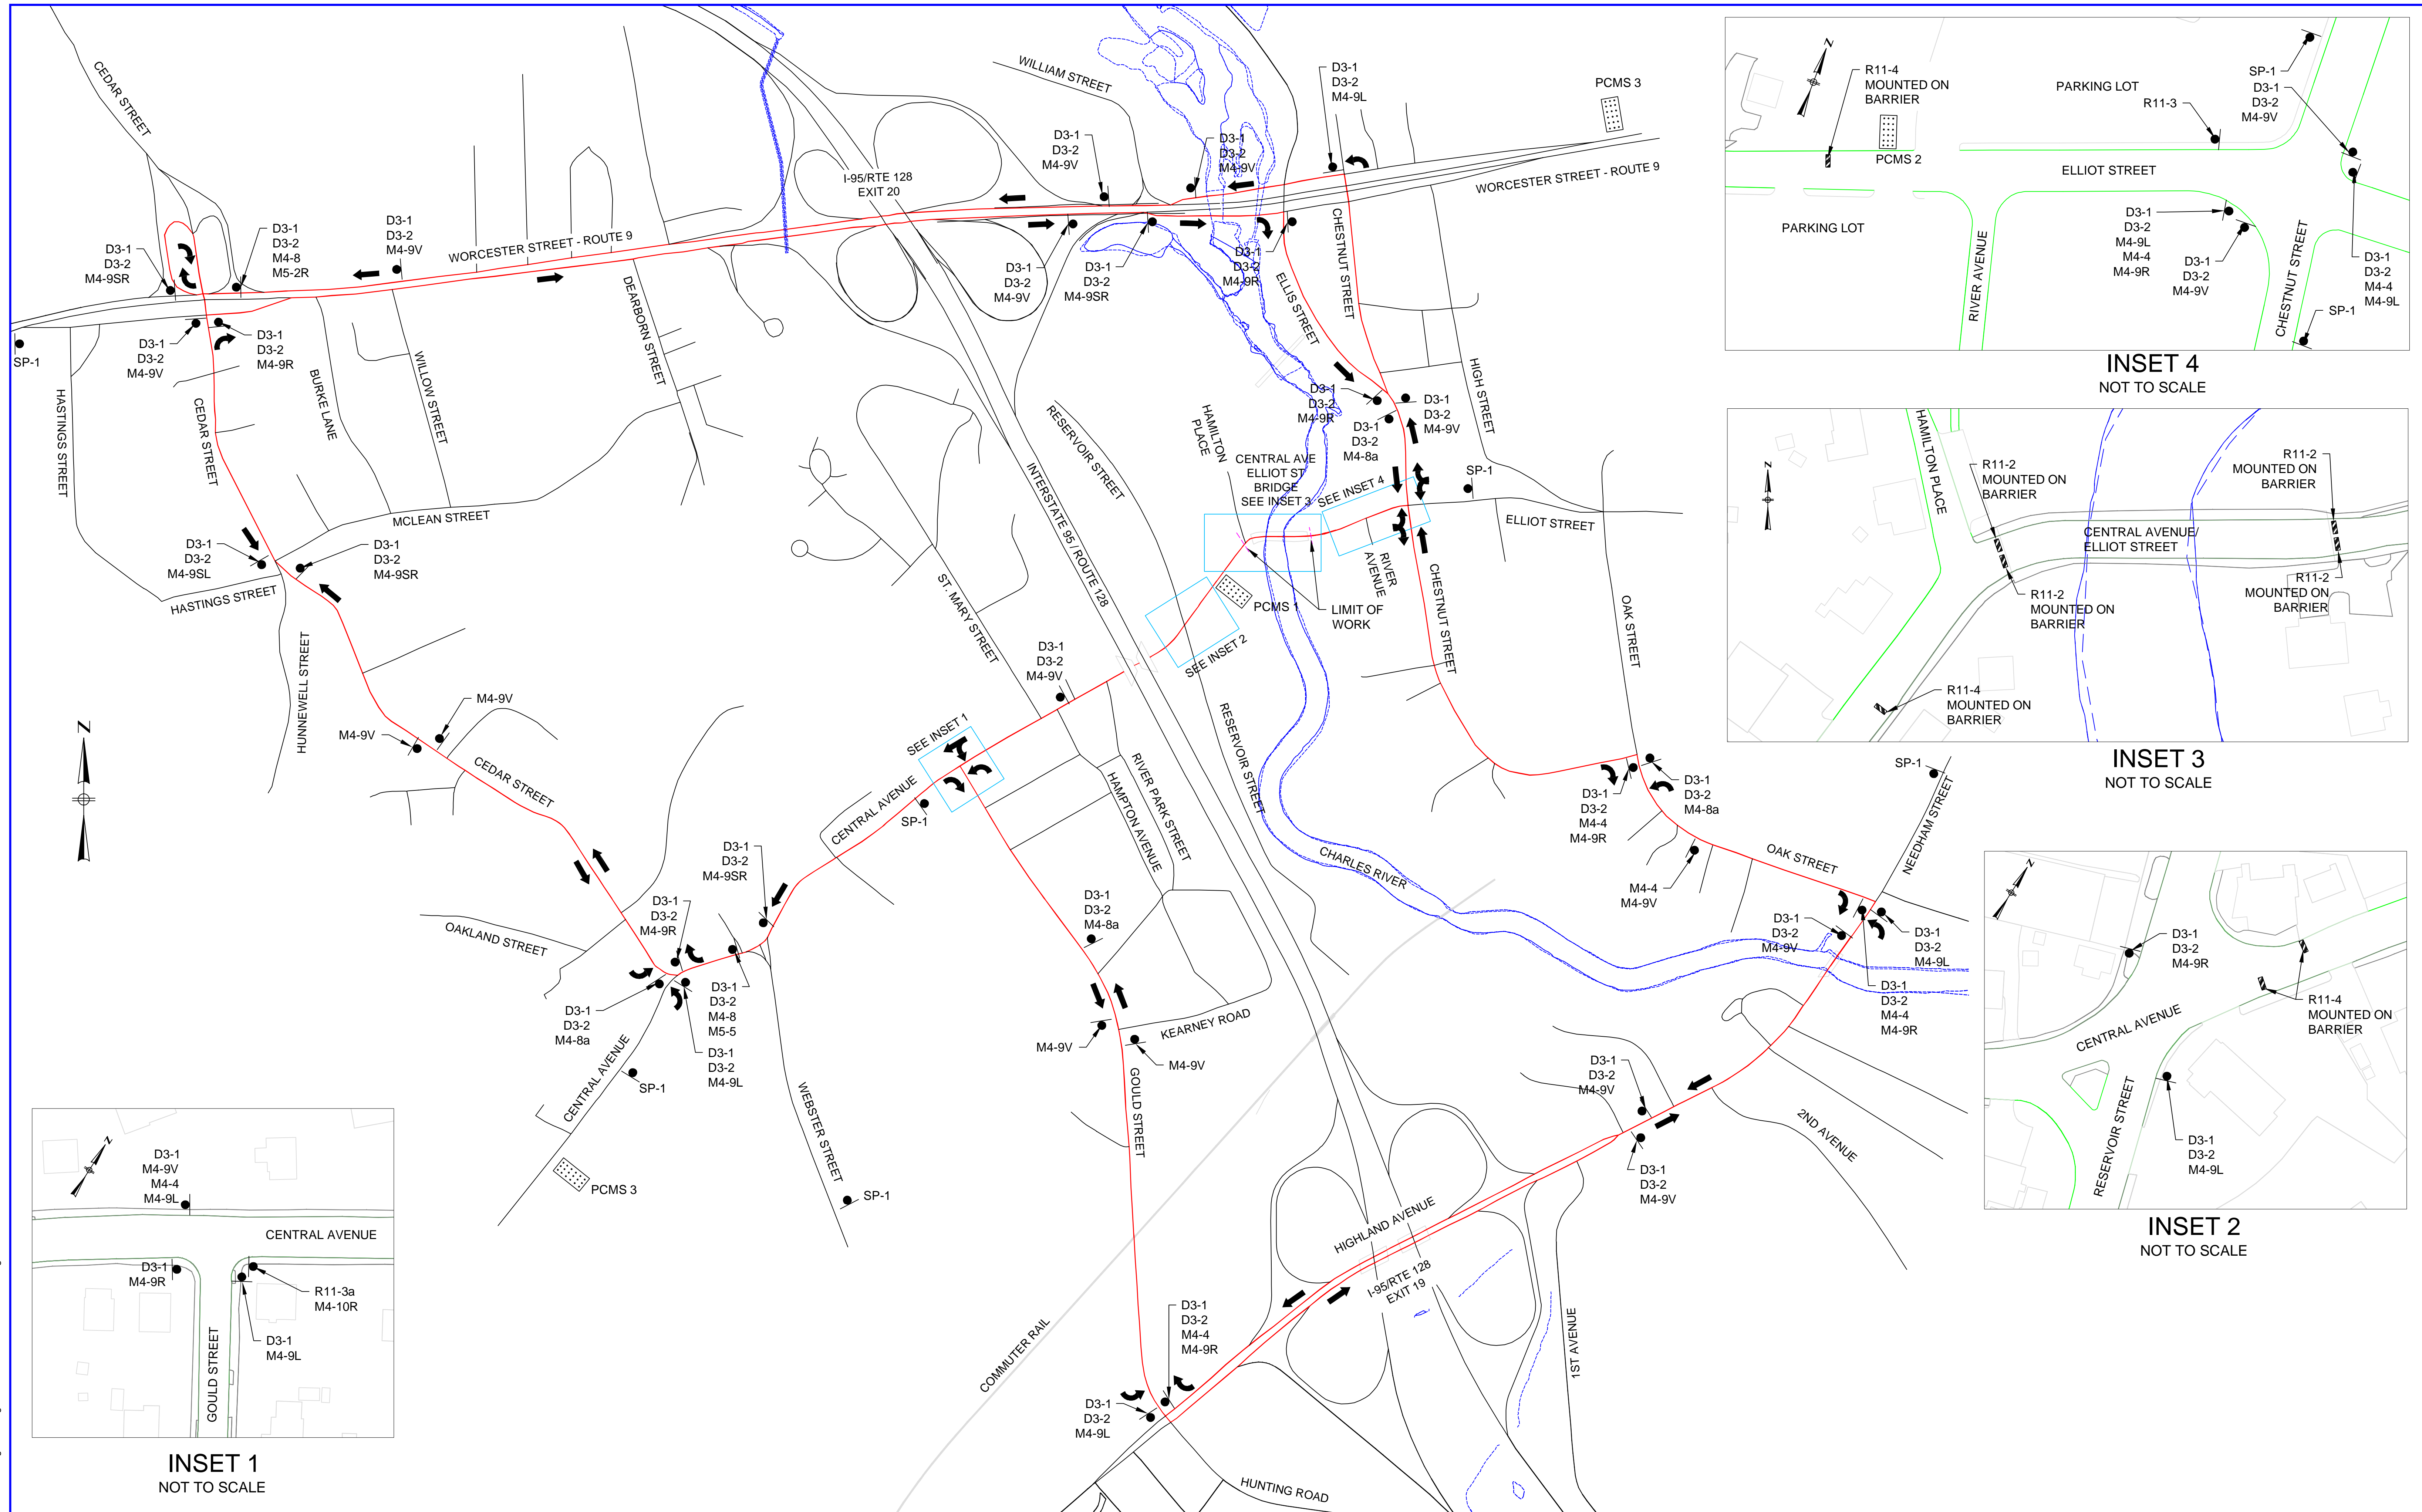 CEDAR STREET
WILLIAM STREET
D3-1
D3-2
M4-9L
PCMS 3
D3-1
D3-2
M4-9V
D3-1
D3-2
M4-9V
I-95/RTE 128
EXIT 20
WORCESTER STREET - ROUTE 9
D3-1
D3-2
M4-9SR
D3-1
D3-2
M4-8
M5-2R
D3-1
D3-2
M4-9V
WORCESTER STREET - ROUTE 9
CHESTNUT STREET
DEARBORN STREET
D3-1
D3-2
M4-9V
D3-1
D3-2
M4-9SR
D3-1
D3-2
M4-9R
ELLIS STREET
SP-1
D3-1
D3-2
M4-9V
D3-1
D3-2
M4-9R
HASTINGS STREET
CEDAR STREET
BURKE LANE
WILLOW STREET
HIGH STREET
D3-1
D3-2
M4-9R
D3-1
D3-2
M4-9V
D3-1
D3-2
M4-8a
RESERVOIR STREET
HAMILTON
PLACE
CENTRAL AVE
ELLIOT ST
BRIDGE
SEE INSET 3
SEE INSET 4
SP-1
ELLIOT STREET
MCLEAN STREET
INTERSTATE 95 / ROUTE 128
D3-1
D3-2
M4-9SL
D3-1
D3-2
M4-9SR
HASTINGS STREET
ST. MARY STREET
PCMS 1
LIMIT OF
WORK
RIVER
AVENUE
CHESTNUT STREET
OAK STREET
SEE INSET 2
HUNNEWELL STREET
D3-1
D3-2
M4-9V
M4-9V
M4-9V
SEE INSET 1
N
CEDAR STREET
CENTRAL AVENUE
SP-1
HAMPTON AVENUE
RIVER PARK STREET
RESERVOIR STREET
CHARLES RIVER
D3-1
D3-2
M4-4
M4-9R
D3-1
D3-2
M4-8a
SP-1
NEEDHAM STREET
OAK STREET
M4-4
M4-9V
D3-1
D3-2
M4-9SR
D3-1
D3-2
M4-9R
OAKLAND STREET
D3-1
D3-2
M4-8a
D3-1
D3-2
M4-8
M5-5
D3-1
D3-2
M4-9L
CENTRAL AVENUE
SP-1
PCMS 3
WEBSTER STREET
SP-1
D3-1
D3-2
M4-8a
M4-9V
M4-9V
KEARNEY ROAD
GOULD STREET
D3-1
D3-2
M4-9V
D3-1
D3-2
M4-9L
D3-1
D3-2
M4-4
M4-9R
D3-1
D3-2
M4-9V
D3-1
D3-2
M4-9V
2ND AVENUE
HIGHLAND AVENUE
I-95/RTE 128
EXIT 19
1ST AVENUE
COMMUTER RAIL
D3-1
D3-2
M4-4
M4-9R
D3-1
D3-2
M4-9L
HUNTING ROAD
N
D3-1
M4-9V
M4-4
M4-9L
CENTRAL AVENUE
D3-1
M4-9R
R11-3a
M4-10R
D3-1
M4-9L
GOULD STREET
INSET 1
NOT TO SCALE
N
R11-4
MOUNTED ON
BARRIER
PCMS 2
PARKING LOT
R11-3
SP-1
D3-1
D3-2
M4-9V
ELLIOT STREET
PARKING LOT
RIVER AVENUE
D3-1
D3-2
M4-9L
M4-4
M4-9R
D3-1
D3-2
M4-9V
CHESTNUT STREET
D3-1
D3-2
M4-4
M4-9L
SP-1
INSET 4
NOT TO SCALE
N
HAMILTON PLACE
R11-2
MOUNTED ON
BARRIER
R11-2
MOUNTED ON
BARRIER
CENTRAL AVENUE/
ELLIOT STREET
R11-2
MOUNTED ON
BARRIER
R11-2
MOUNTED ON
BARRIER
R11-4
MOUNTED ON
BARRIER
INSET 3
NOT TO SCALE
N
D3-1
D3-2
M4-9R
R11-4
MOUNTED ON
BARRIER
CENTRAL AVENUE
RESERVOIR STREET
D3-1
D3-2
M4-9L
INSET 2
NOT TO SCALE